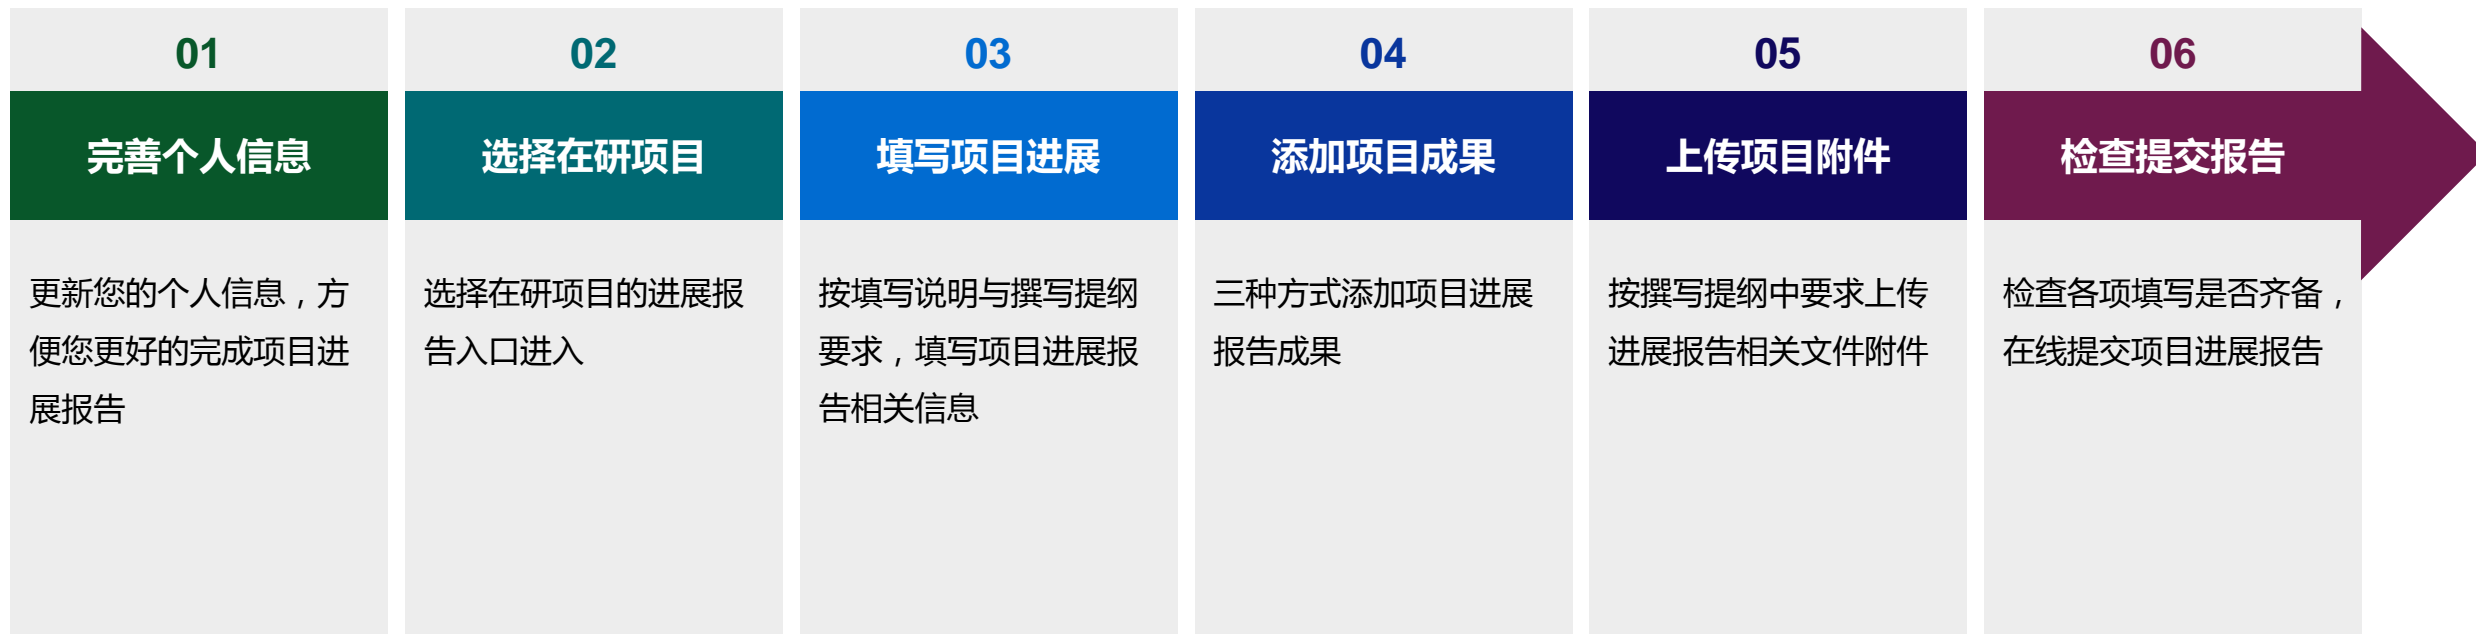 01
完善个人信息
更新您的个人信息，方
便您更好的完成项目进
展报告
02
选择在研项目
选择在研项目的进展报
告入口进入
03
填写项目进展
按填写说明与撰写提纲
要求，填写项目进展报
告相关信息
04
添加项目成果
三种方式添加项目进展
报告成果
05
上传项目附件
按撰写提纲中要求上传
进展报告相关文件附件
06
检查提交报告
检查各项填写是否齐备，
在线提交项目进展报告